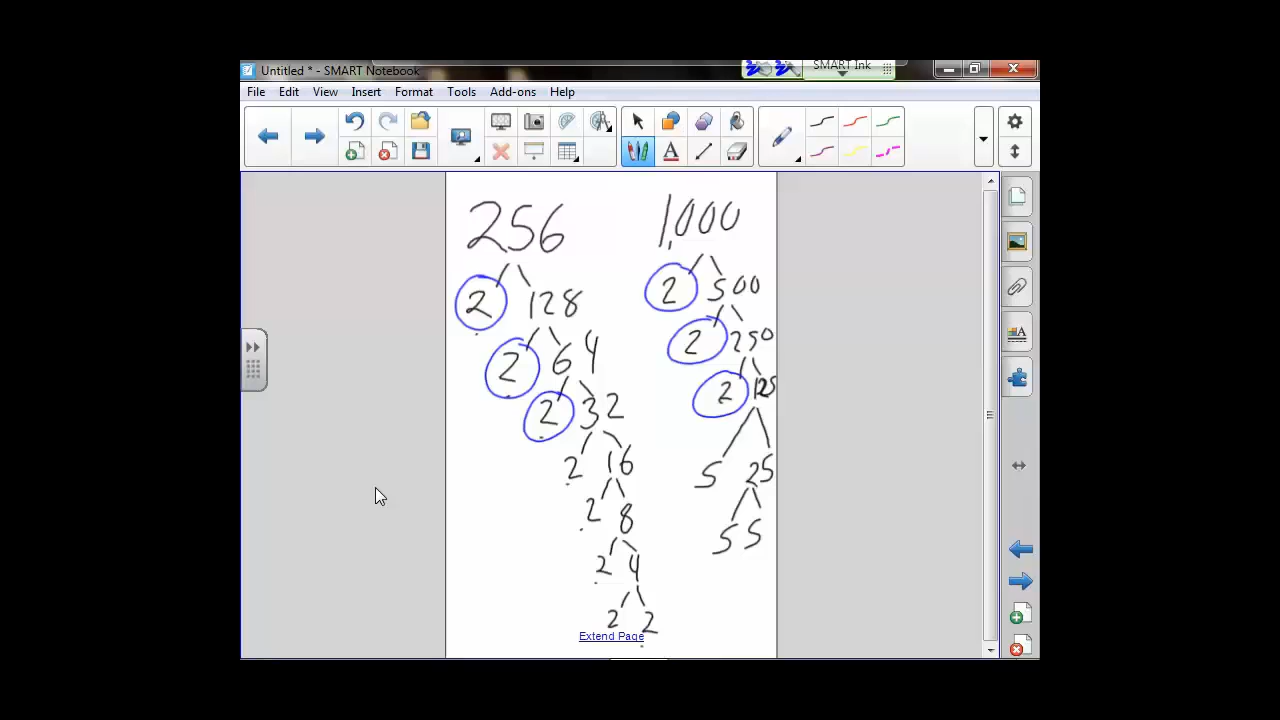 Untitled * - SMART Notebook
SMART Ink
File Edit View Insert Format Tools Add-ons Help
256 1,000
2 128 2 500
2 64 2 250
2 32 2 125
2 16 5 25
2 8 5 5
2 4
2 2
Extend Page